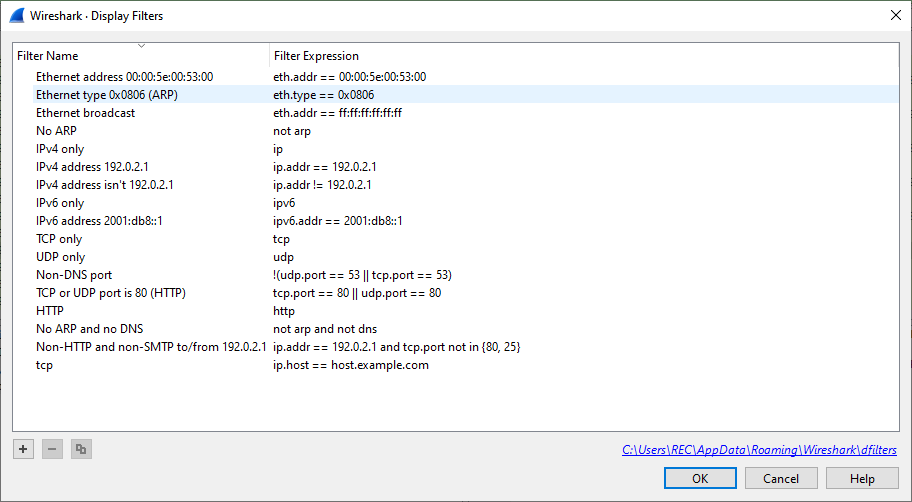 Wireshark · Display Filters
Filter Name Filter Expression
Ethernet address 00:00:5e:00:53:00 eth.addr == 00:00:5e:00:53:00
Ethernet type 0x0806 (ARP) eth.type == 0x0806
Ethernet broadcast eth.addr == ff:ff:ff:ff:ff:ff
No ARP not arp
IPv4 only ip
IPv4 address 192.0.2.1 ip.addr == 192.0.2.1
IPv4 address isn't 192.0.2.1 ip.addr != 192.0.2.1
IPv6 only ipv6
IPv6 address 2001:db8::1 ipv6.addr == 2001:db8::1
TCP only tcp
UDP only udp
Non-DNS port !(udp.port == 53 || tcp.port == 53)
TCP or UDP port is 80 (HTTP) tcp.port == 80 || udp.port == 80
HTTP http
No ARP and no DNS not arp and not dns
Non-HTTP and non-SMTP to/from 192.0.2.1 ip.addr == 192.0.2.1 and tcp.port not in {80, 25}
tcp ip.host == host.example.com
C:\Users\REC\AppData\Roaming\Wireshark\dfilters
OK Cancel Help